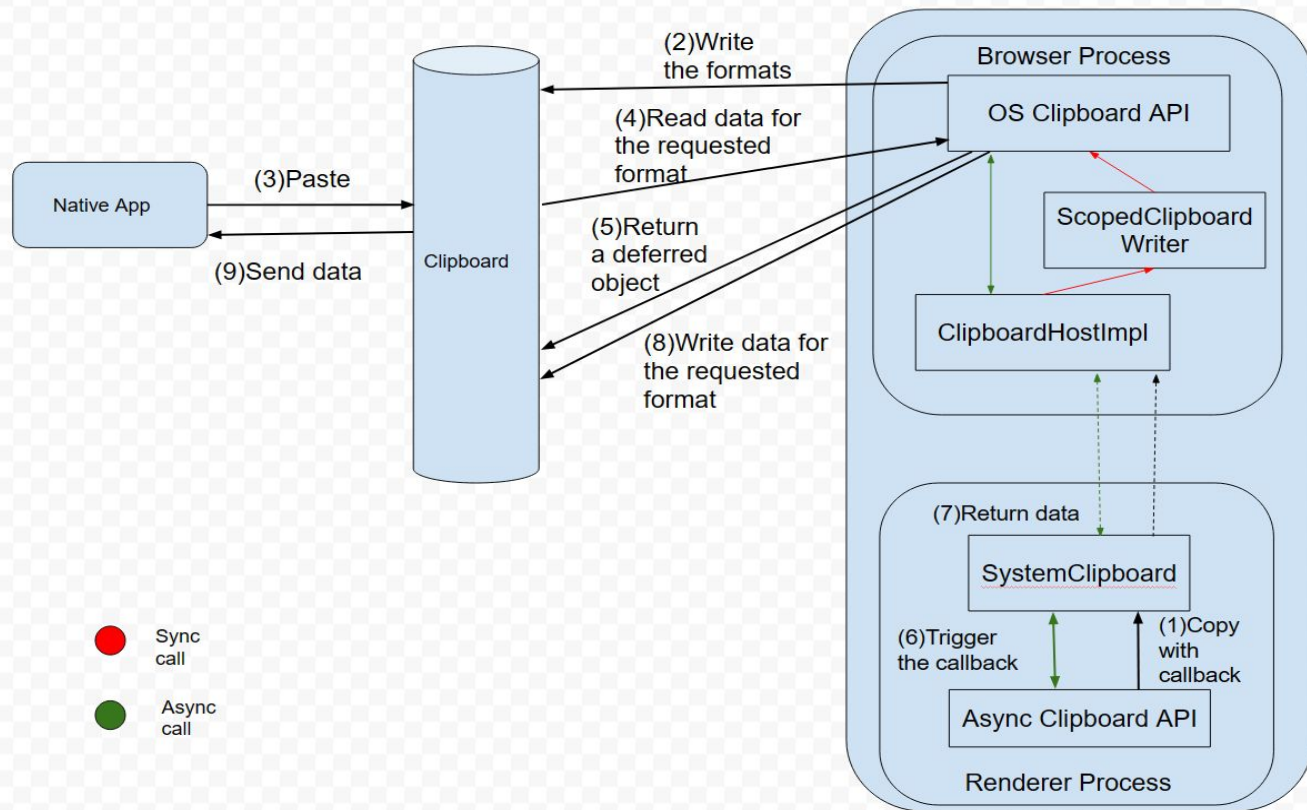 (2)Write
the formats
Browser Process
OS Clipboard API
(4)Read data for
the requested
format
(3)Paste
Native App
ScopedClipboard
Writer
(5)Return
a deferred
object
Clipboard
(9)Send data
ClipboardHostImpl
(8)Write data for
the requested
format
(7)Return data
SystemClipboard
(6)Trigger
the callback
(1)Copy
with
callback
Async Clipboard API
Renderer Process
Sync
call
Async
call